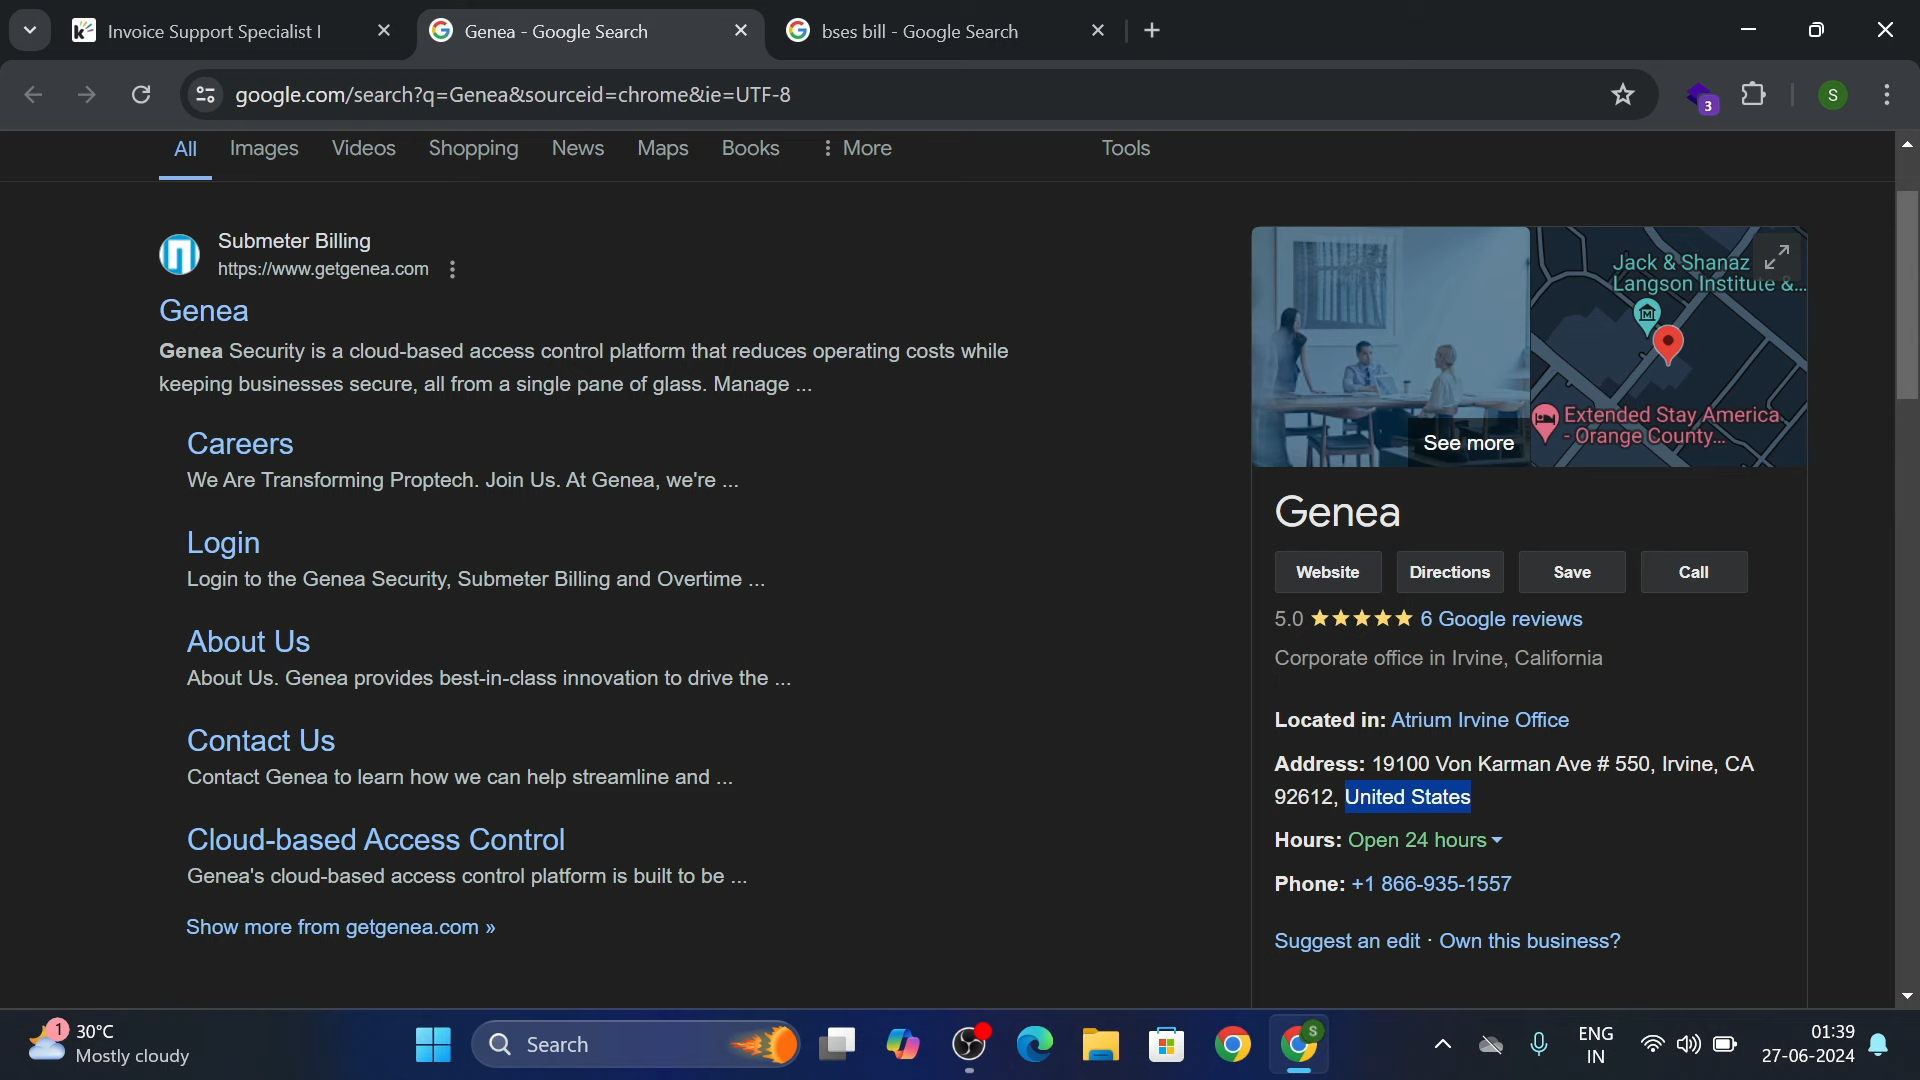 Invoice Support Specialist I
Genea - Google Search
bses bill - Google Search
google.com/search?q=Genea&sourceid=chrome&ie=UTF-8
3
S
All
Images
Videos
Shopping
News
Maps
Books
More
Tools
Submeter Billing
https://www.getgenea.com
Genea
Genea Security is a cloud-based access control platform that reduces operating costs while
keeping businesses secure, all from a single pane of glass. Manage ...
Careers
We Are Transforming Proptech. Join Us. At Genea, we're ...
Login
Login to the Genea Security, Submeter Billing and Overtime ...
About Us
About Us. Genea provides best-in-class innovation to drive the ...
Contact Us
Contact Genea to learn how we can help streamline and ...
Cloud-based Access Control
Genea's cloud-based access control platform is built to be ...
Show more from getgenea.com »
See more
Jack & Shanaz
Langson Institute &...
Extended Stay America
- Orange County...
Genea
Website
Directions
Save
Call
5.0 ★★★★★ 6 Google reviews
Corporate office in Irvine, California
Located in: Atrium Irvine Office
Address: 19100 Von Karman Ave # 550, Irvine, CA
92612, United States
Hours: Open 24 hours
Phone: +1 866-935-1557
Suggest an edit · Own this business?
1
30°C
Mostly cloudy
Search
S
ENG
IN
01:39
27-06-2024